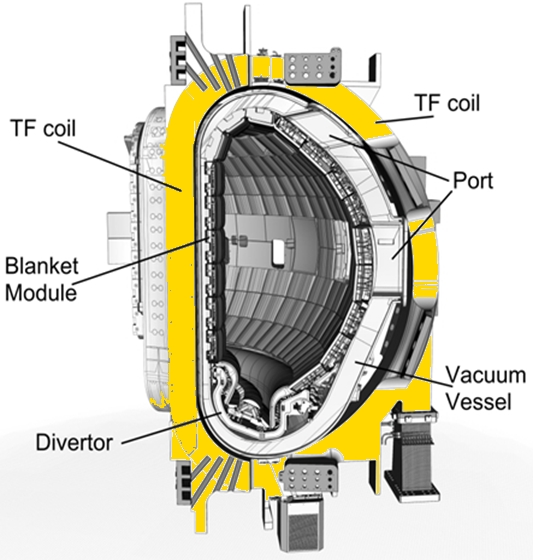 TF coil
TF coil
Port
Blanket
Module
Vacuum
Vessel
Divertor